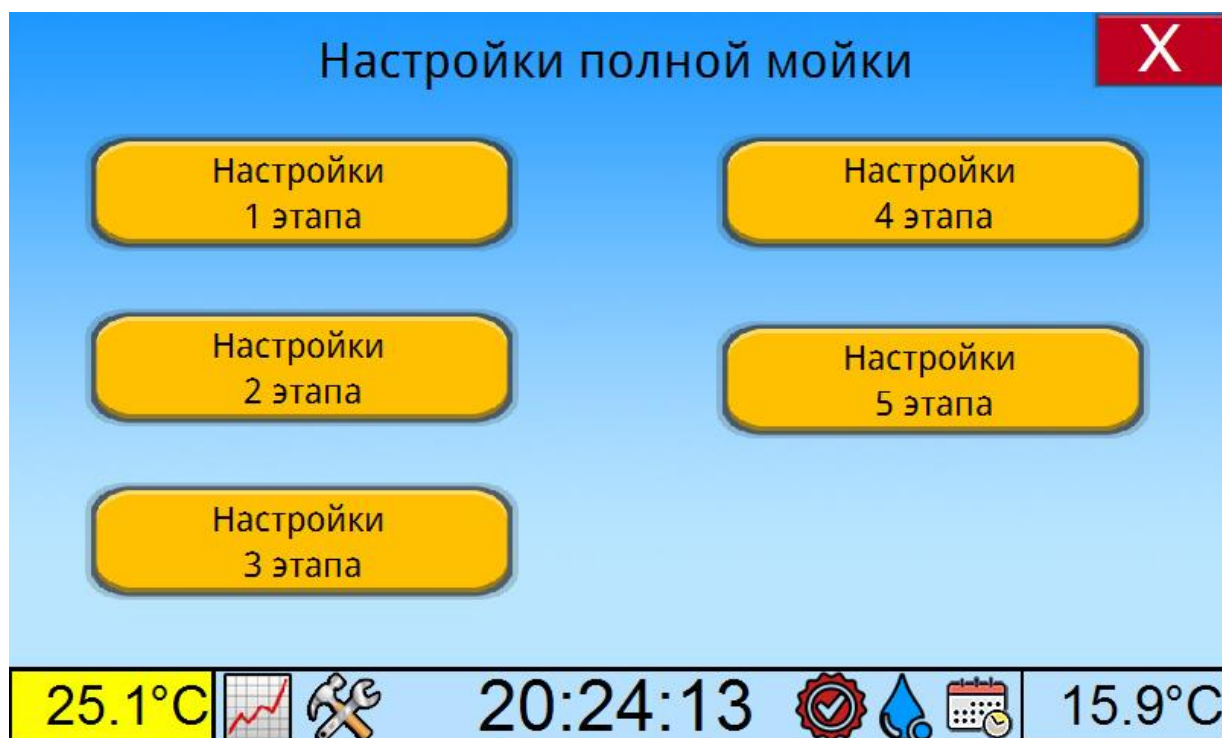 Настройки полной мойки
X
Настройки
1 этапа
Настройки
4 этапа
Настройки
2 этапа
Настройки
5 этапа
Настройки
3 этапа
25.1°C
20:24:13
15.9°C